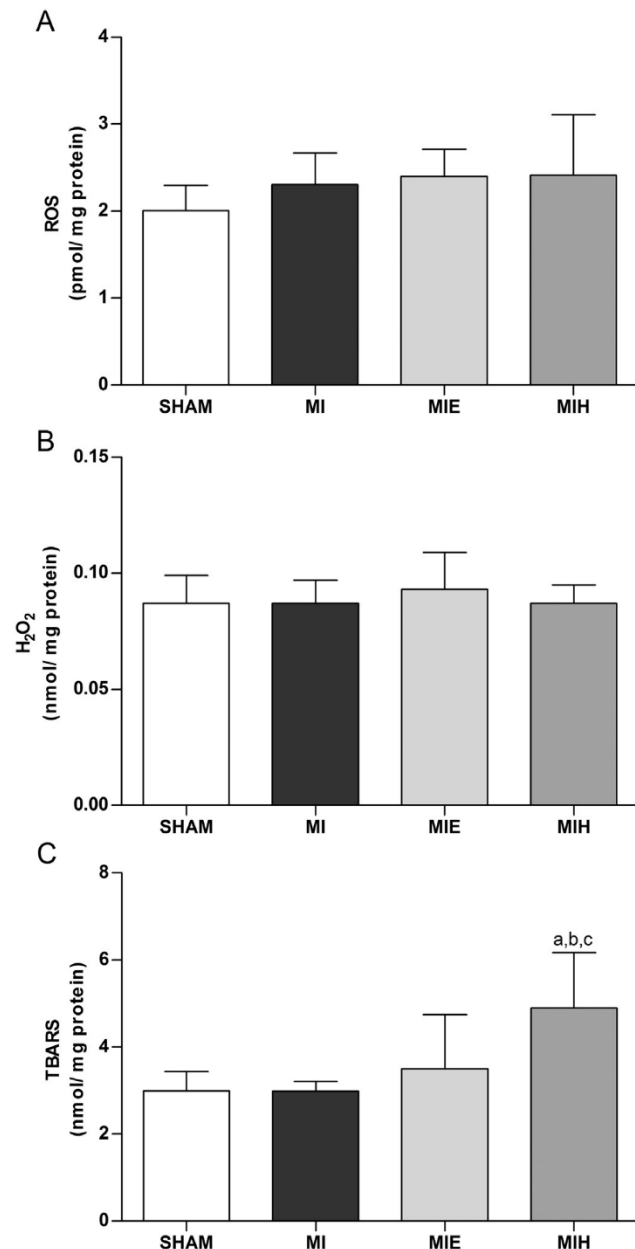 A
ROS
(pmol/ mg protein)
4
3
2
1
0
SHAM MI MIE MIH
B
H₂O₂
(nmol/ mg protein)
0.15
0.10
0.05
0.00
SHAM MI MIE MIH
C
TBARS
(nmol/ mg protein)
8
6
4
2
0
a,b,c
SHAM MI MIE MIH